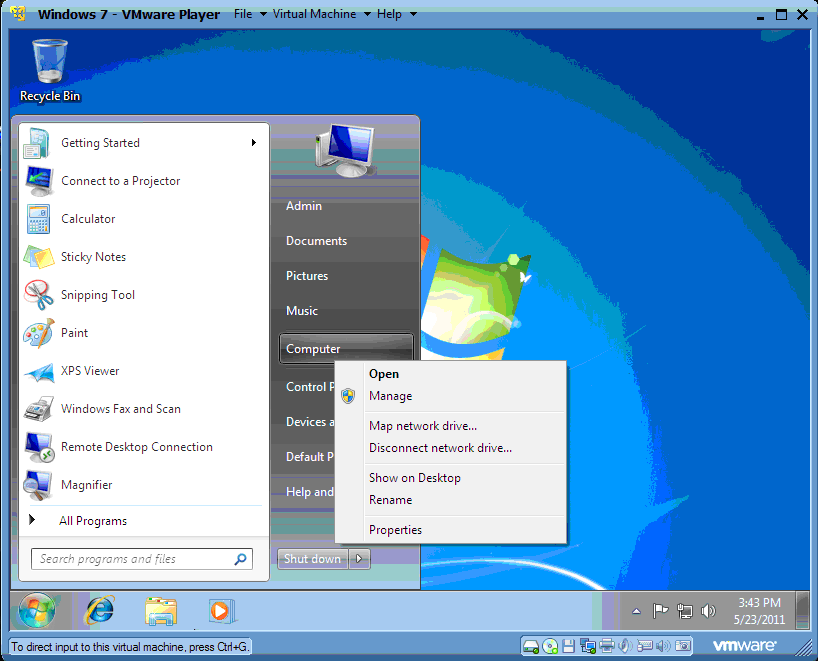 Windows 7 - VMware Player File Virtual Machine Help
Recycle Bin
Getting Started
Connect to a Projector
Calculator
Sticky Notes
Snipping Tool
Paint
XPS Viewer
Windows Fax and Scan
Remote Desktop Connection
Magnifier
All Programs
Search programs and files
Admin
Documents
Pictures
Music
Computer
Control P
Devices a
Default P
Help and
Shut down
Open
Manage
Map network drive...
Disconnect network drive...
Show on Desktop
Rename
Properties
3:43 PM
5/23/2011
To direct input to this virtual machine, press Ctrl+G.
vmware